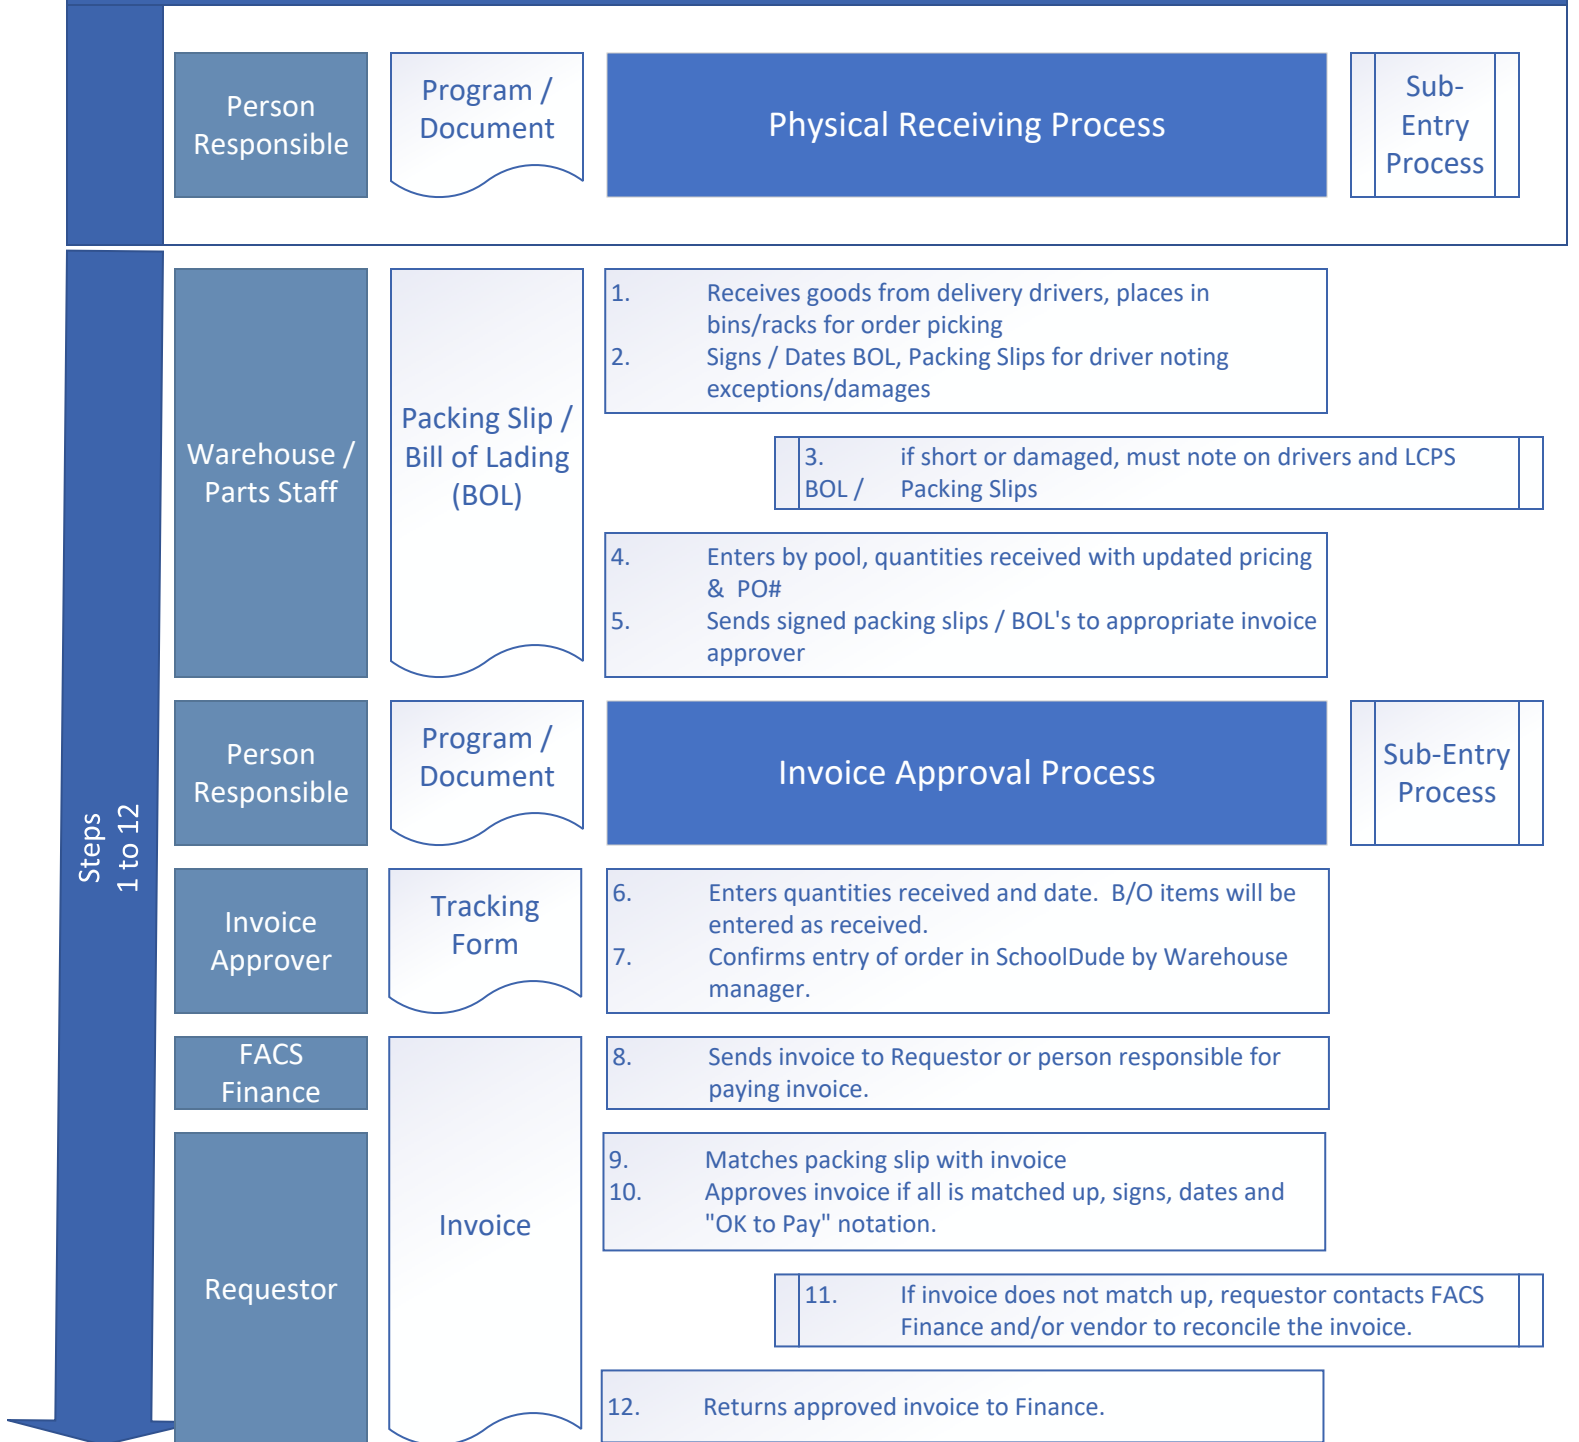 Person
Responsible
Program /
Document
Physical Receiving Process
Sub-
Entry
Process
Steps
1 to 12
Warehouse /
Parts Staff
Packing Slip /
Bill of Lading
(BOL)
1. Receives goods from delivery drivers, places in
bins/racks for order picking
2. Signs / Dates BOL, Packing Slips for driver noting
exceptions/damages
3. if short or damaged, must note on drivers and LCPS
BOL / Packing Slips
4. Enters by pool, quantities received with updated pricing
& PO#
5. Sends signed packing slips / BOL's to appropriate invoice
approver
Person
Responsible
Program /
Document
Invoice Approval Process
Sub-Entry
Process
Invoice
Approver
Tracking
Form
6. Enters quantities received and date. B/O items will be
entered as received.
7. Confirms entry of order in SchoolDude by Warehouse
manager.
FACS
Finance
Invoice
8. Sends invoice to Requestor or person responsible for
paying invoice.
Requestor
9. Matches packing slip with invoice
10. Approves invoice if all is matched up, signs, dates and
"OK to Pay" notation.
11. If invoice does not match up, requestor contacts FACS
Finance and/or vendor to reconcile the invoice.
12. Returns approved invoice to Finance.